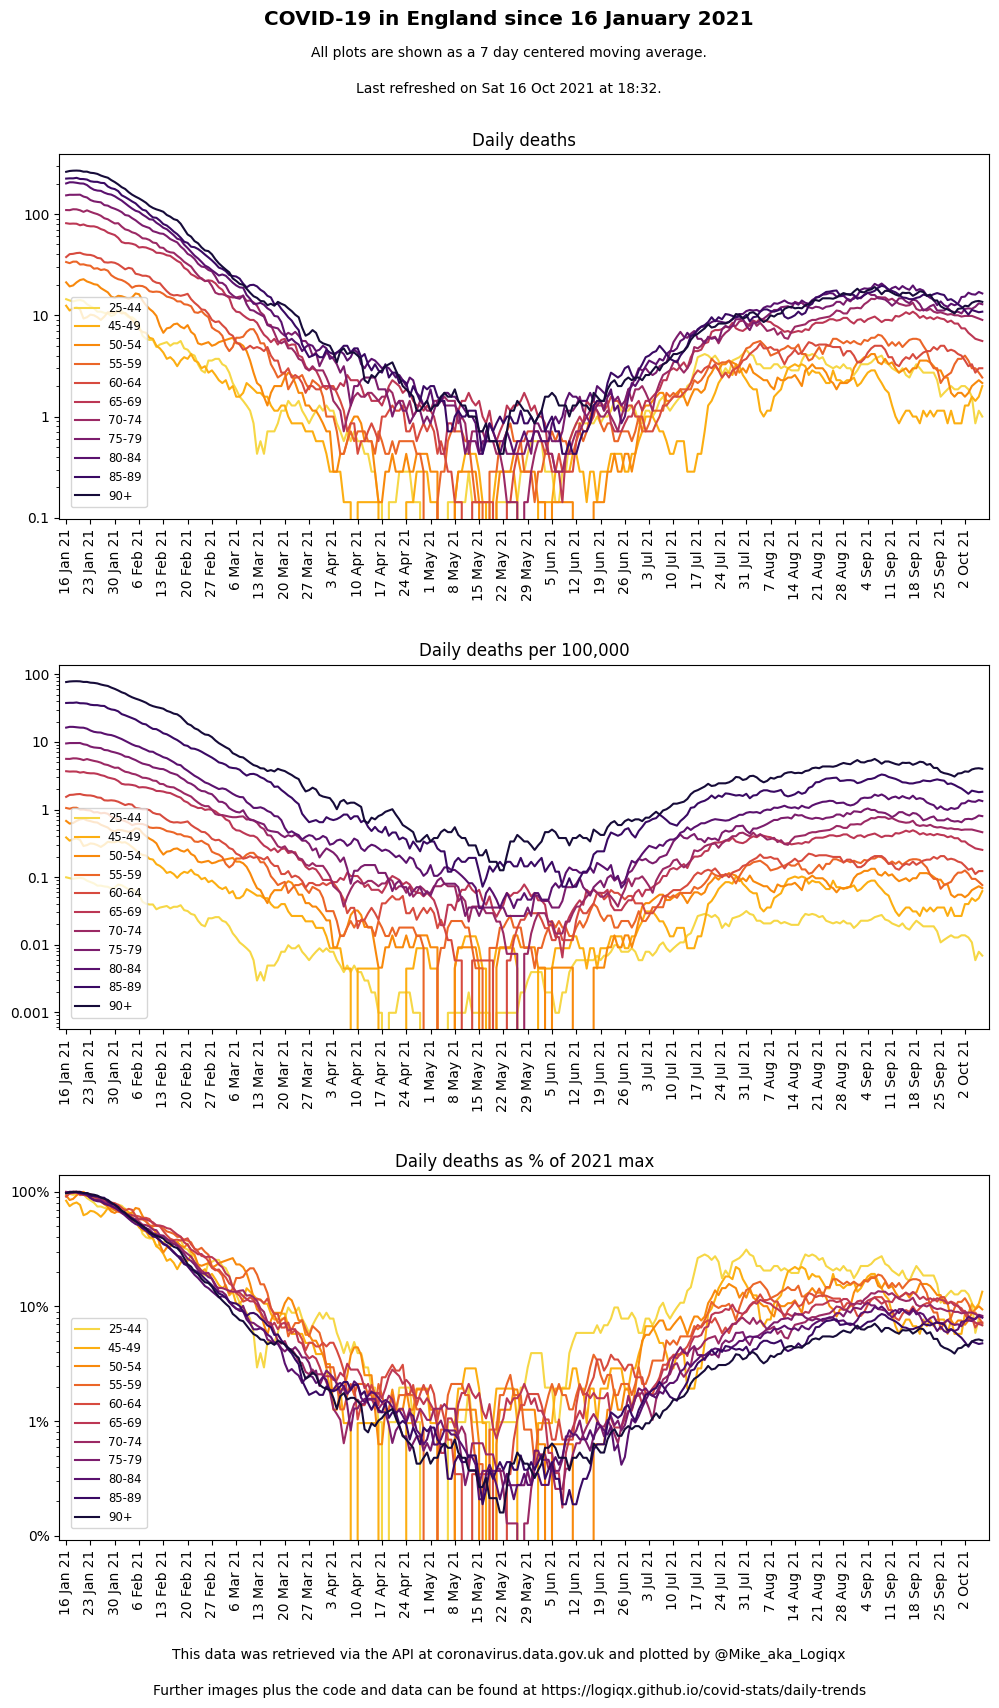 COVID-19 in England since 16 January 2021
All plots are shown as a 7 day centered moving average.
Last refreshed on Sat 16 Oct 2021 at 18:32.
Daily deaths
100
10
1
0.1
25-44
45-49
50-54
55-59
60-64
65-69
70-74
75-79
80-84
85-89
90+
16 Jan 21
23 Jan 21
30 Jan 21
6 Feb 21
13 Feb 21
20 Feb 21
27 Feb 21
6 Mar 21
13 Mar 21
20 Mar 21
27 Mar 21
3 Apr 21
10 Apr 21
17 Apr 21
24 Apr 21
1 May 21
8 May 21
15 May 21
22 May 21
29 May 21
5 Jun 21
12 Jun 21
19 Jun 21
26 Jun 21
3 Jul 21
10 Jul 21
17 Jul 21
24 Jul 21
31 Jul 21
7 Aug 21
14 Aug 21
21 Aug 21
28 Aug 21
4 Sep 21
11 Sep 21
18 Sep 21
25 Sep 21
2 Oct 21
Daily deaths per 100,000
100
10
1
0.1
0.01
0.001
25-44
45-49
50-54
55-59
60-64
65-69
70-74
75-79
80-84
85-89
90+
16 Jan 21
23 Jan 21
30 Jan 21
6 Feb 21
13 Feb 21
20 Feb 21
27 Feb 21
6 Mar 21
13 Mar 21
20 Mar 21
27 Mar 21
3 Apr 21
10 Apr 21
17 Apr 21
24 Apr 21
1 May 21
8 May 21
15 May 21
22 May 21
29 May 21
5 Jun 21
12 Jun 21
19 Jun 21
26 Jun 21
3 Jul 21
10 Jul 21
17 Jul 21
24 Jul 21
31 Jul 21
7 Aug 21
14 Aug 21
21 Aug 21
28 Aug 21
4 Sep 21
11 Sep 21
18 Sep 21
25 Sep 21
2 Oct 21
Daily deaths as % of 2021 max
100%
10%
1%
0%
25-44
45-49
50-54
55-59
60-64
65-69
70-74
75-79
80-84
85-89
90+
16 Jan 21
23 Jan 21
30 Jan 21
6 Feb 21
13 Feb 21
20 Feb 21
27 Feb 21
6 Mar 21
13 Mar 21
20 Mar 21
27 Mar 21
3 Apr 21
10 Apr 21
17 Apr 21
24 Apr 21
1 May 21
8 May 21
15 May 21
22 May 21
29 May 21
5 Jun 21
12 Jun 21
19 Jun 21
26 Jun 21
3 Jul 21
10 Jul 21
17 Jul 21
24 Jul 21
31 Jul 21
7 Aug 21
14 Aug 21
21 Aug 21
28 Aug 21
4 Sep 21
11 Sep 21
18 Sep 21
25 Sep 21
2 Oct 21
This data was retrieved via the API at coronavirus.data.gov.uk and plotted by @Mike_aka_Logiqx
Further images plus the code and data can be found at https://logiqx.github.io/covid-stats/daily-trends